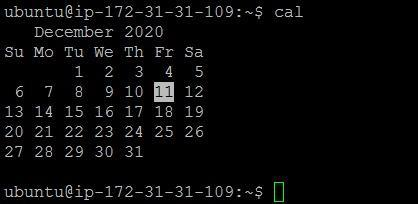 ubuntu@ip-172-31-31-109:~$ cal
   December 2020
Su Mo Tu We Th Fr Sa
       1  2  3  4  5
 6  7  8  9 10 11 12
13 14 15 16 17 18 19
20 21 22 23 24 25 26
27 28 29 30 31
ubuntu@ip-172-31-31-109:~$